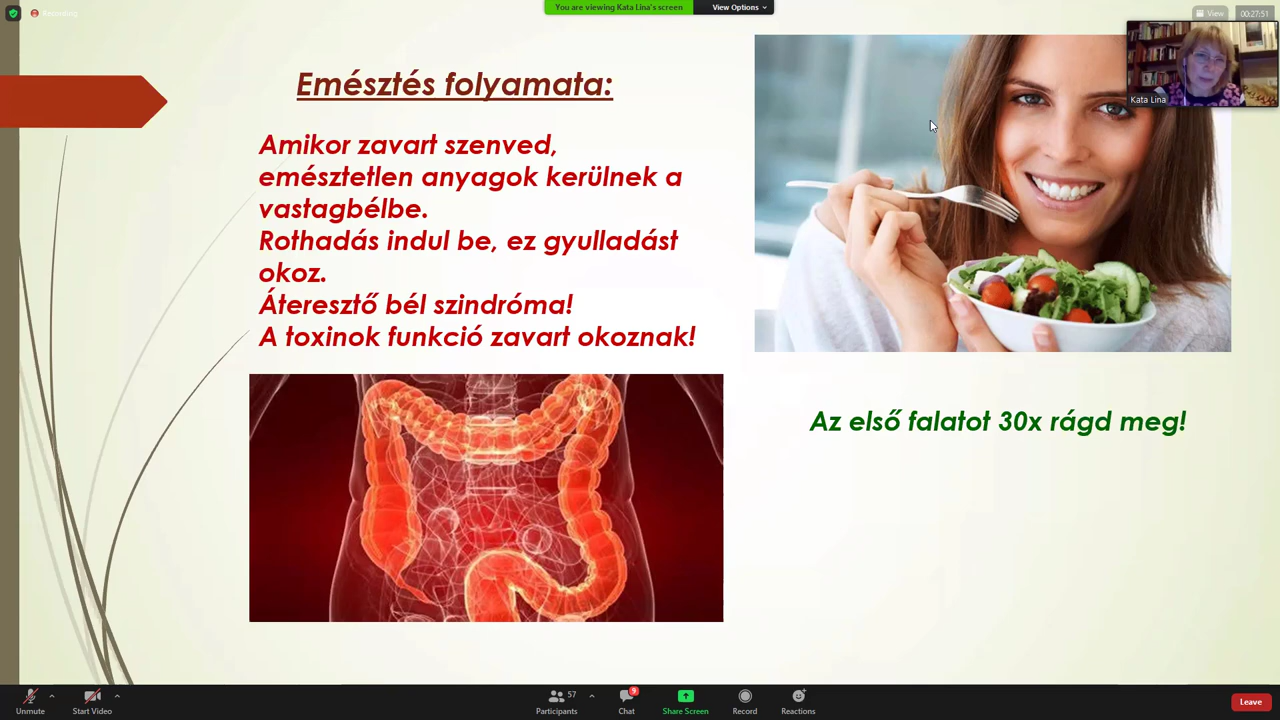 Recording
You are viewing Kata Lina's screen
View Options
View
00:27:51
Kata Lina
Emésztés folyamata:
Amikor zavart szenved,
emésztetlen anyagok kerülnek a
vastagbélbe.
Rothadás indul be, ez gyulladást
okoz.
Áteresztő bél szindróma!
A toxinok funkció zavart okoznak!
Az első falatot 30x rágd meg!
Unmute
Start Video
57
Participants
9
Chat
Share Screen
Record
Reactions
Leave